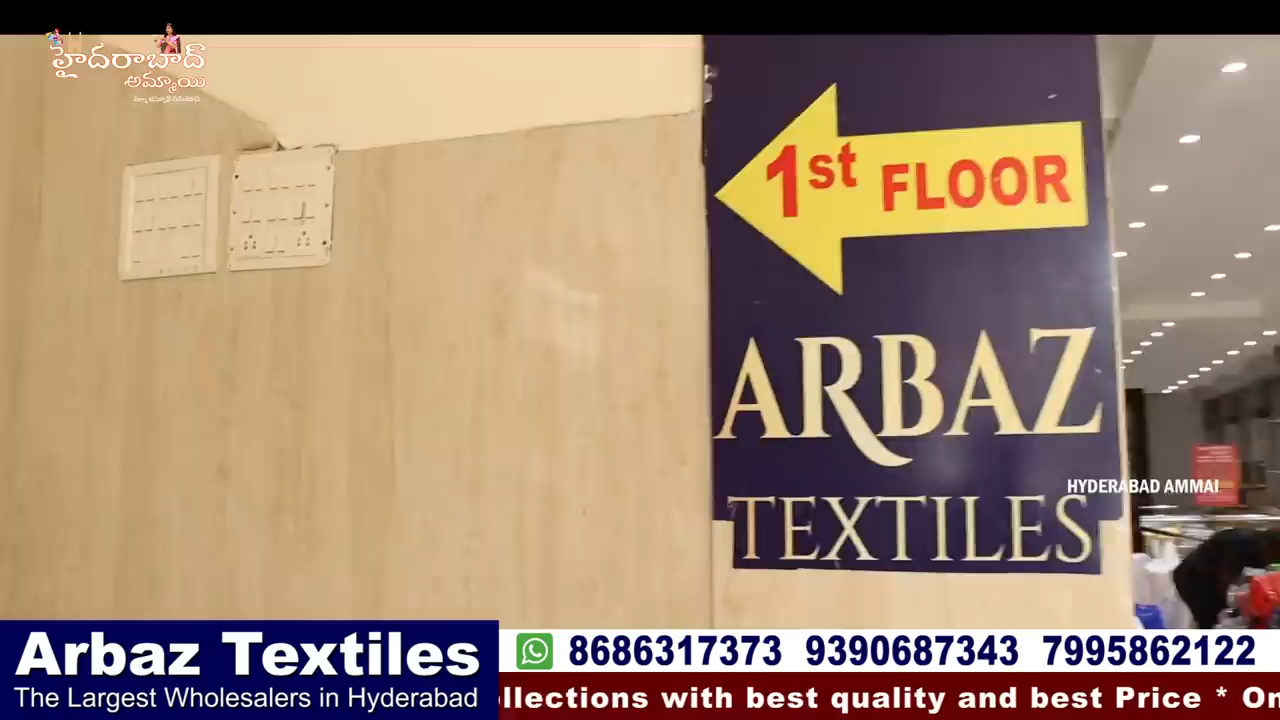 హైదరాబాద్
అమ్మాయి
1st FLOOR
ARBAZ
TEXTILES
HYDERABAD AMMAI
Arbaz Textiles
The Largest Wholesalers in Hyderabad
8686317373 9390687343 7995862122
llections with best quality and best Price * On